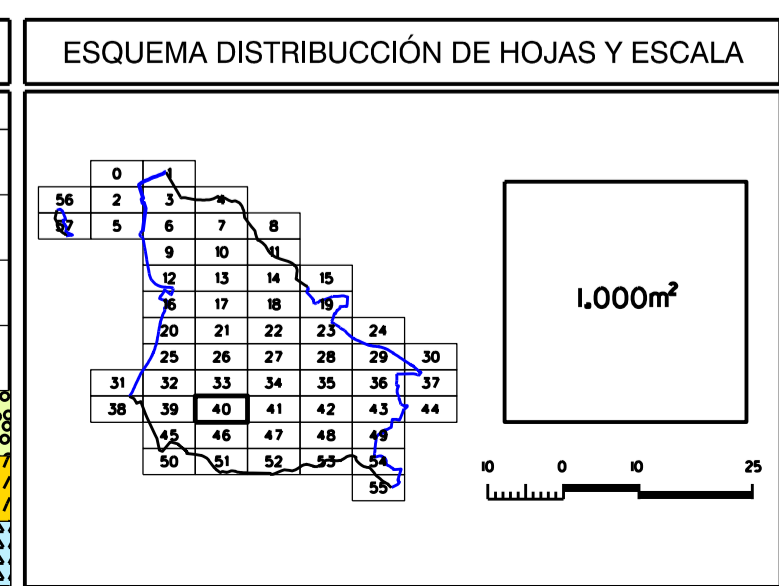 ESQUEMA DISTRIBUCCIÓN DE HOJAS Y ESCALA
0 1
56 2 3 4
57 5 6 7 8
9 10 11
12 13 14 15
16 17 18 19
20 21 22 23 24
25 26 27 28 29 30
31 32 33 34 35 36 37
38 39 40 41 42 43 44
45 46 47 48 49
50 51 52 53 54
55
1.000m²
10 0 10 25